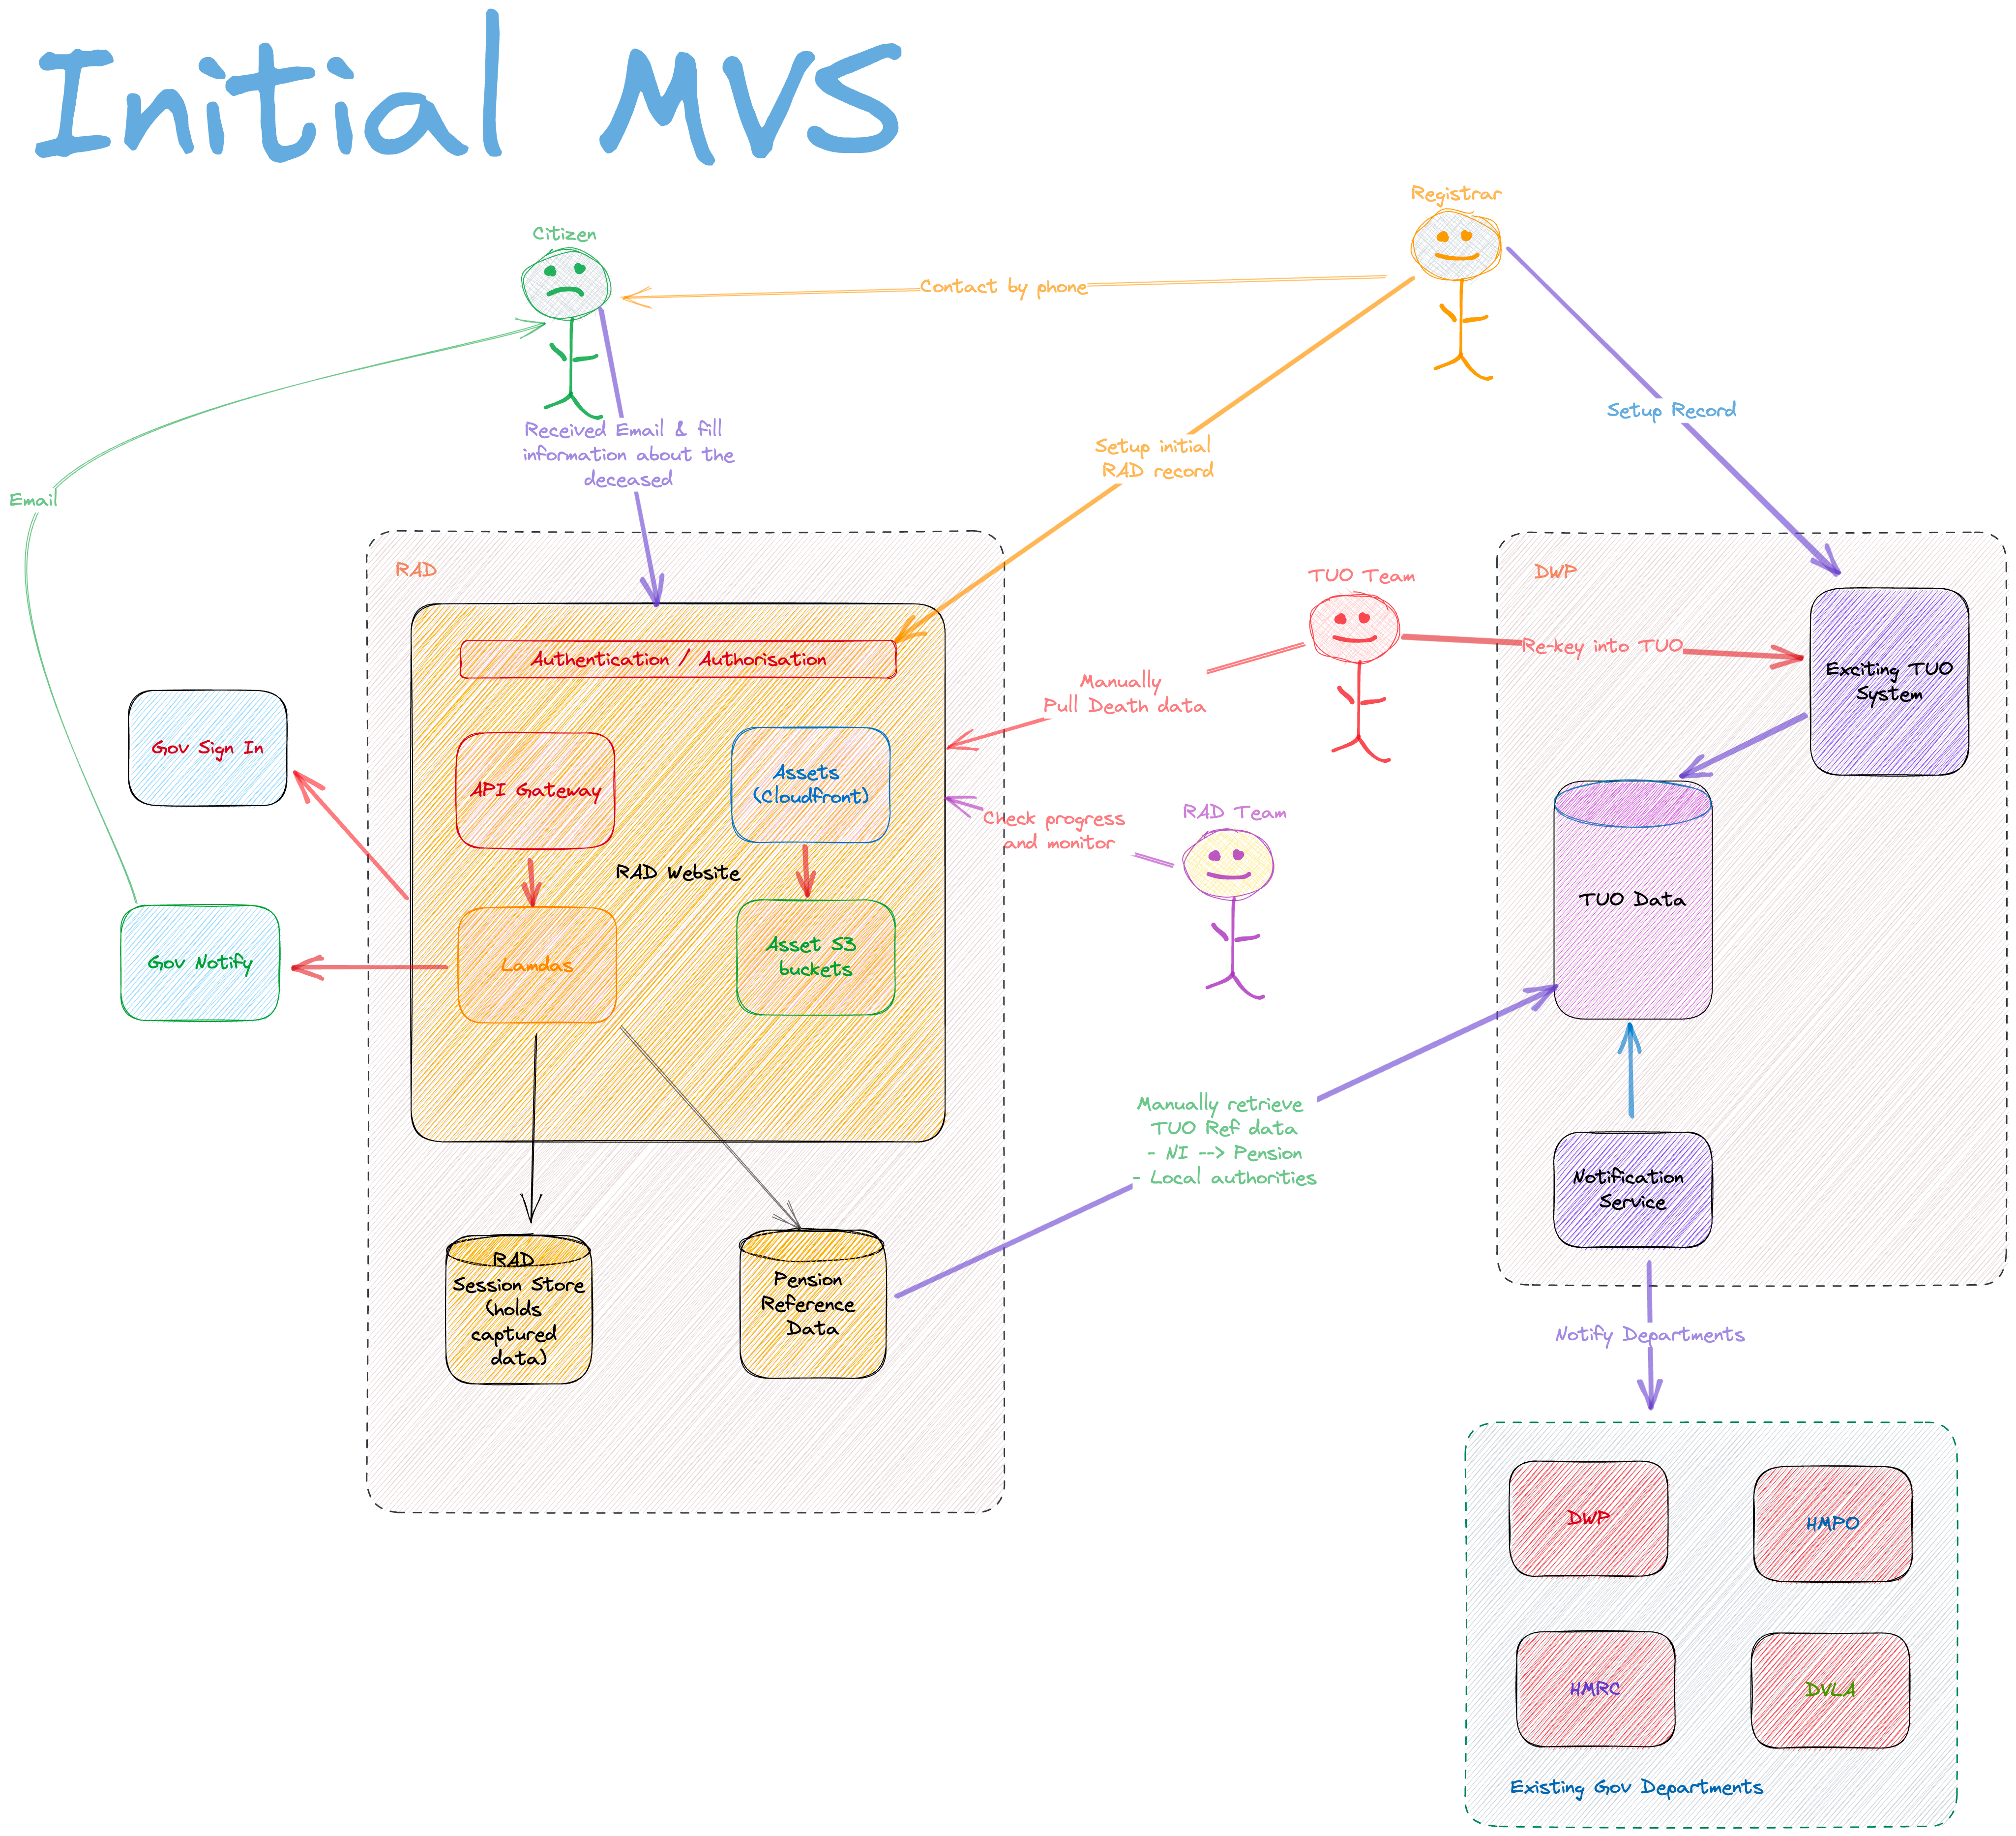 Initial MVS
Registrar
Citizen
Contact by phone
Setup Record
Received Email & fill
information about the
deceased
Setup initial
RAD record
Email
RAD
DWP
TUO Team
Authentication / Authorisation
Re-key into TUO
Exciting TUO
System
Manually
Pull Death data
Gov Sign In
API Gateway
Assets
(Cloudfront)
Check progress
and monitor
RAD Team
RAD Website
TUO Data
Gov Notify
Lamdas
Asset S3
buckets
Manually retrieve
TUO Ref data
- NI --> Pension
- Local authorities
Notification
Service
RAD
Session Store
(holds
captured
data)
Pension
Reference
Data
Notify Departments
DWP
HMPO
HMRC
DVLA
Existing Gov Departments